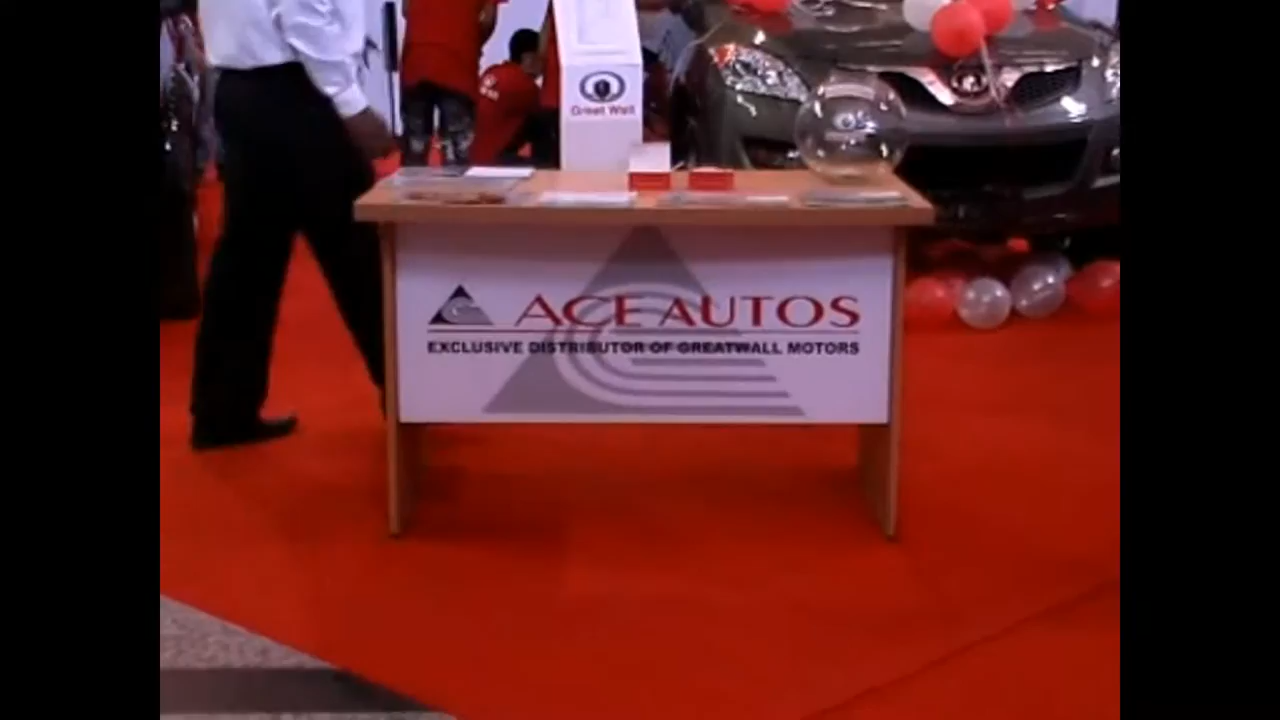 Great Wall
ACE AUTOS
EXCLUSIVE DISTRIBUTOR OF GREATWALL MOTORS